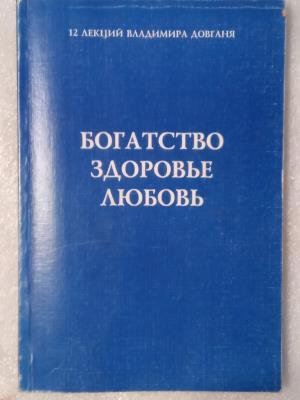 12 ЛЕКЦИЙ ВЛАДИМИРА ДОВГАНЯ
БОГАТСТВО
ЗДОРОВЬЕ
ЛЮБОВЬ